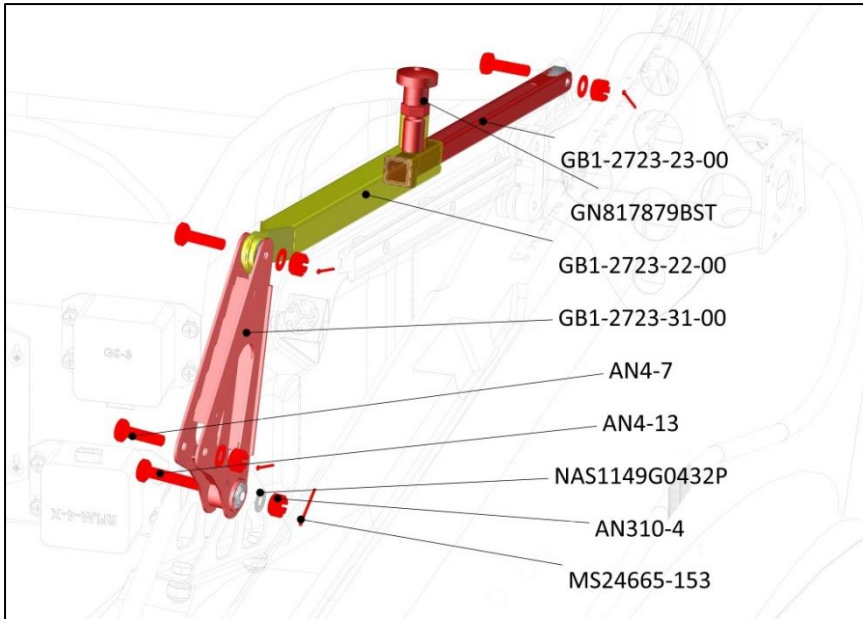 GB1-2723-23-00
GN817879BST
GB1-2723-22-00
GB1-2723-31-00
AN4-7
AN4-13
NAS1149G0432P
AN310-4
MS24665-153